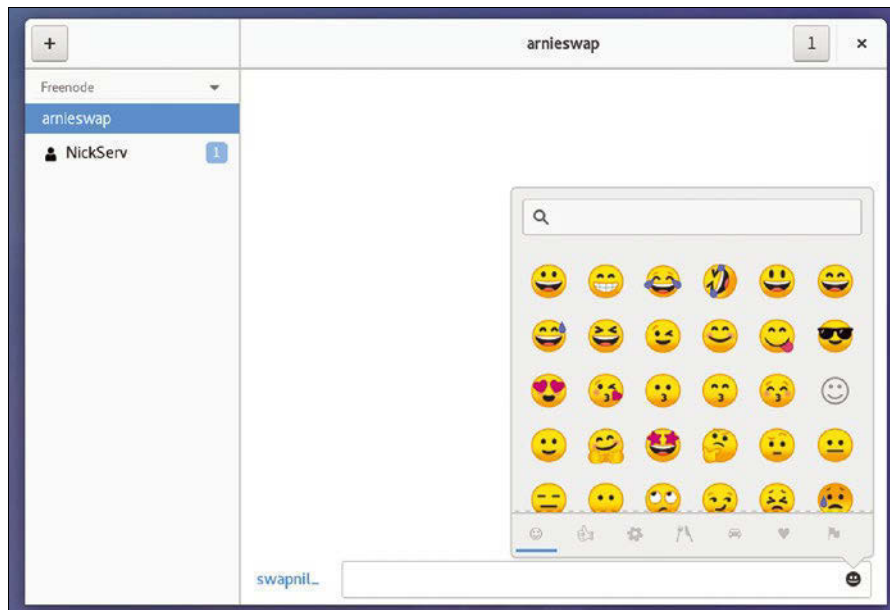 +
arnieswap
1
×
Freenode
arnieswap
NickServ
1
swapnil_